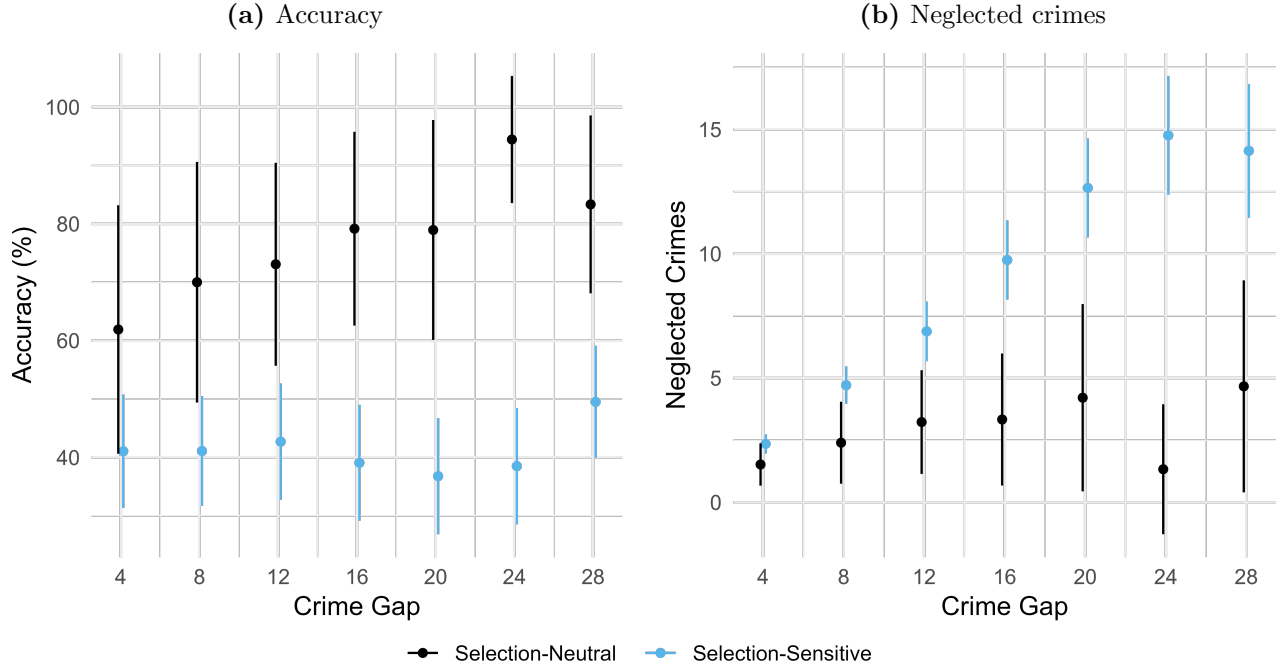 (a) Accuracy
(b) Neglected crimes
Accuracy (%)
100
80
60
40
4 8 12 16 20 24 28
Crime Gap
Neglected Crimes
15
10
5
0
4 8 12 16 20 24 28
Crime Gap
Selection-Neutral Selection-Sensitive